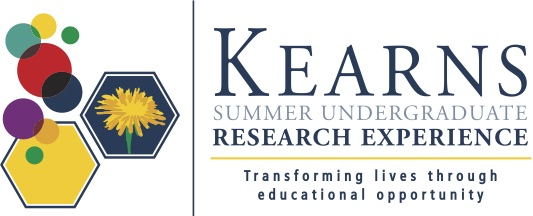 KEARNS
SUMMER UNDERGRADUATE
RESEARCH EXPERIENCE
Transforming lives through
educational opportunity